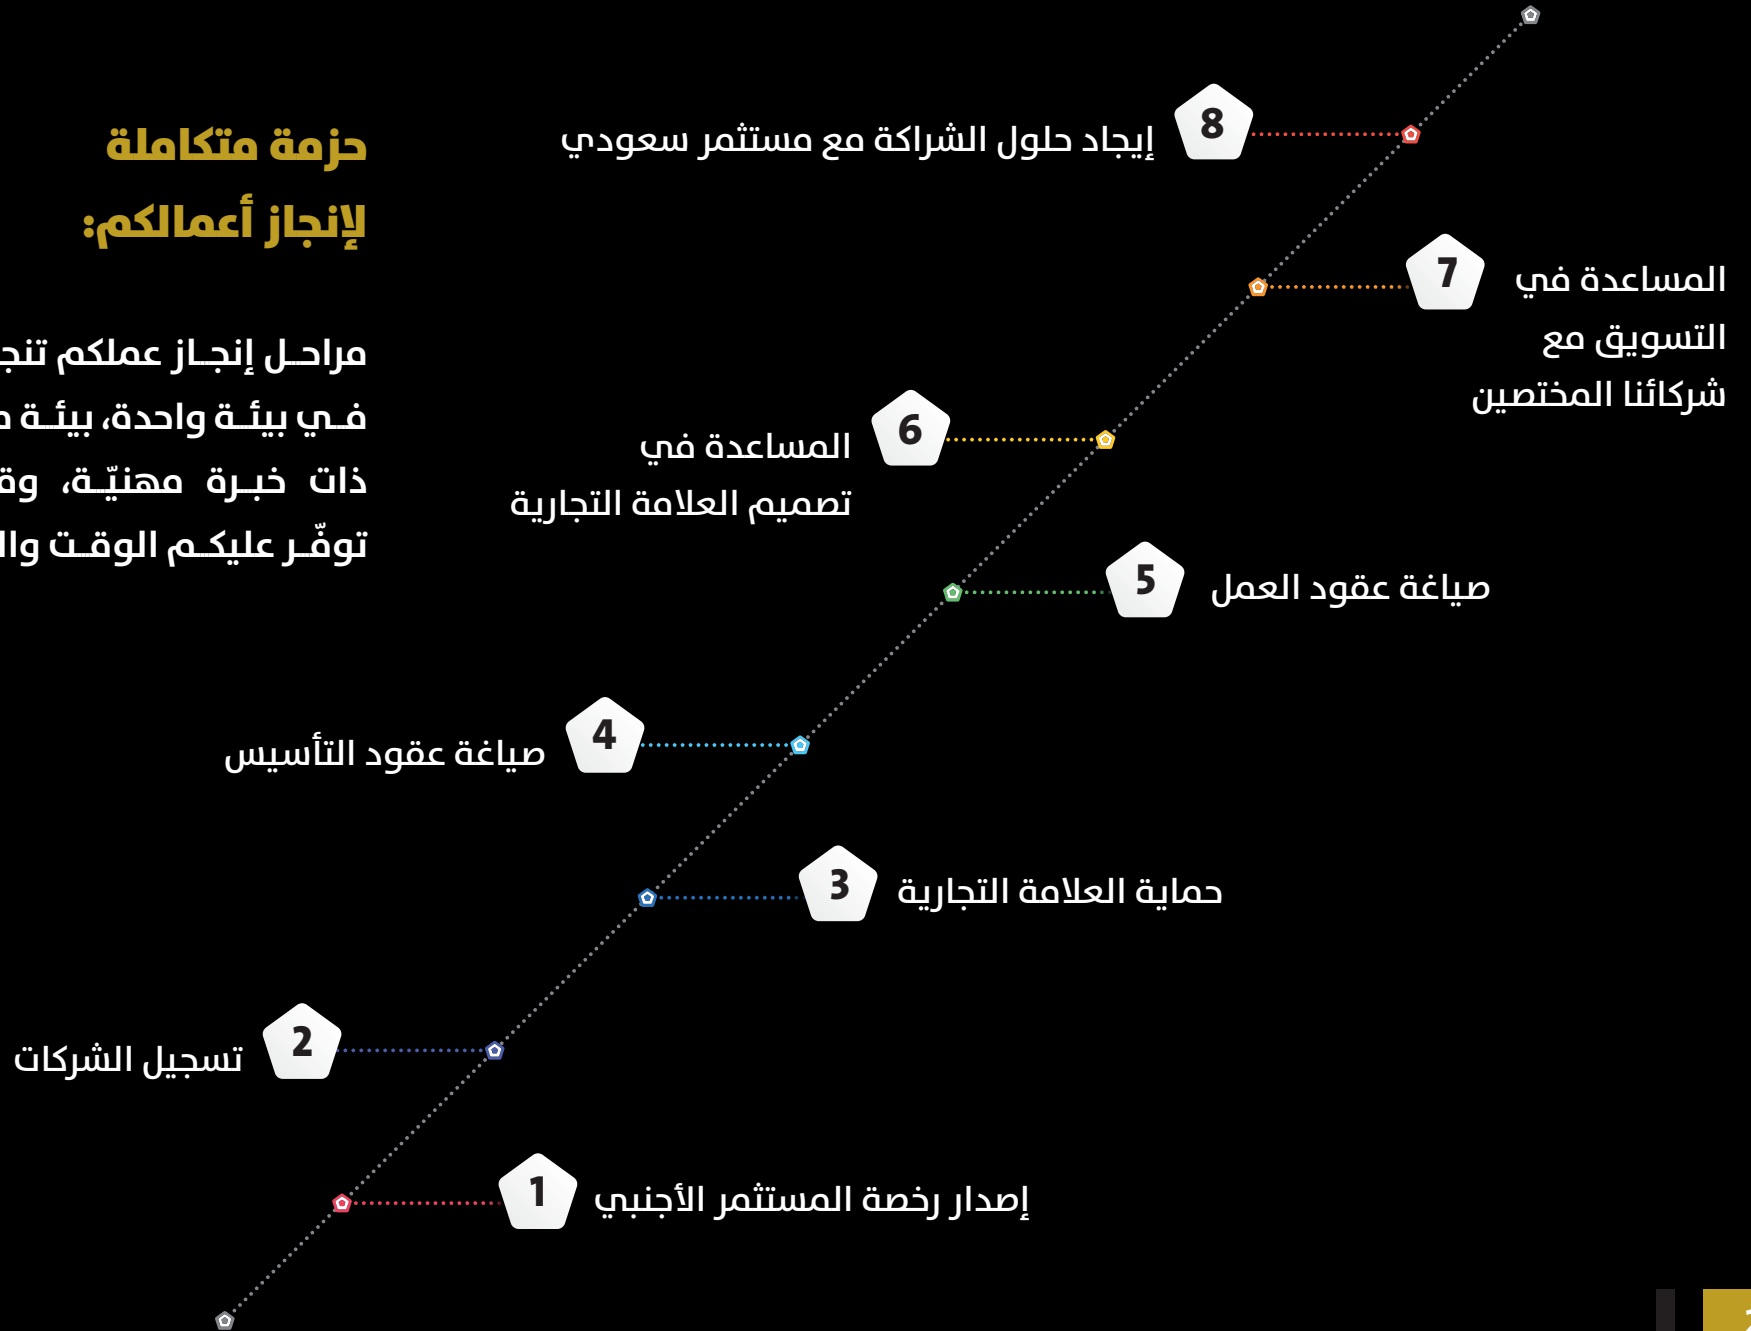 حزمة متكاملة
لإنجاز أعمالكم:
مراحل إنجاز عملكم
في بيئة واحدة، بيئة
ذات خبرة مهنيّة،
توفّر عليكم الوقت
8
إيجاد حلول الشراكة مع مستثمر سعودي
7
المساعدة في
التسويق مع
شركائنا المختصين
6
المساعدة في
تصميم العلامة التجارية
5
صياغة عقود العمل
4
صياغة عقود التأسيس
3
حماية العلامة التجارية
2
تسجيل الشركات
1
إصدار رخصة المستثمر الأجنبي